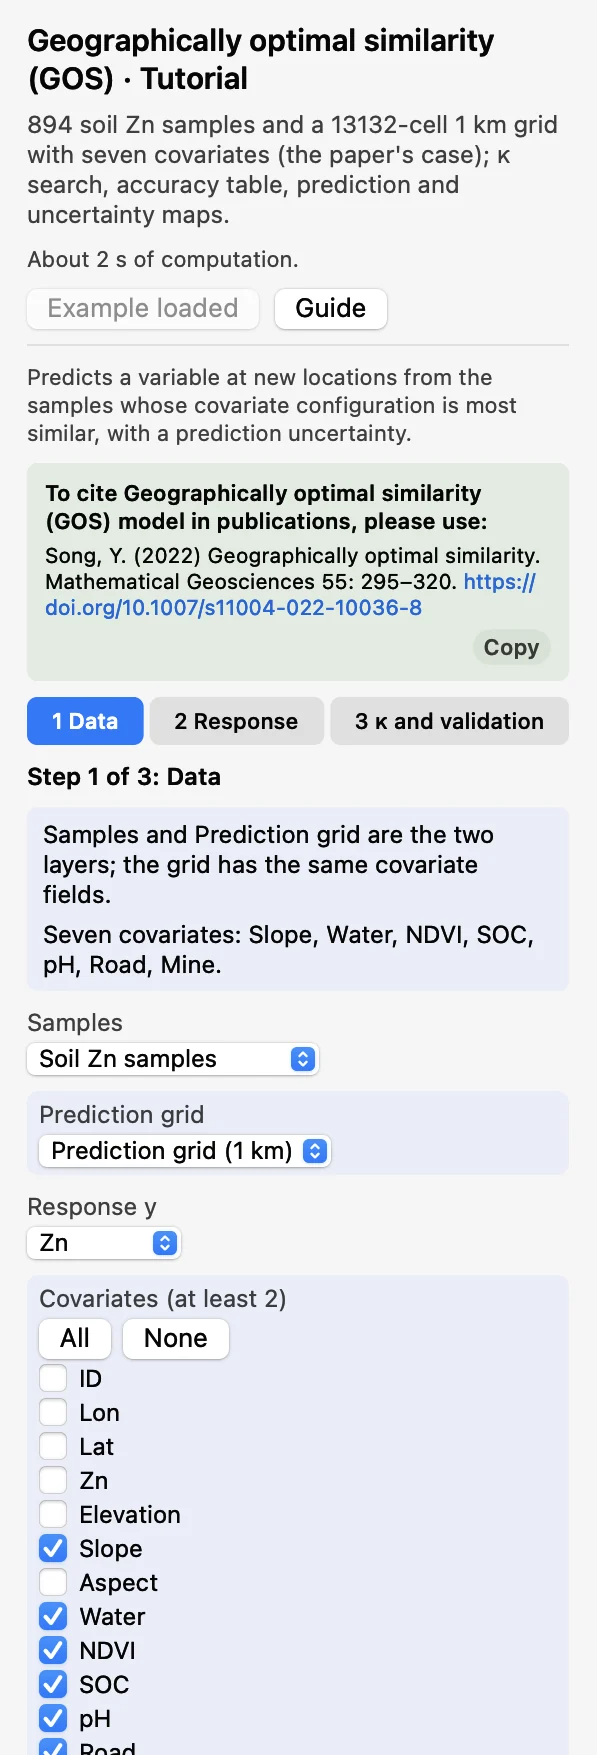 Geographically optimal similarity
(GOS) · Tutorial
894 soil Zn samples and a 13132-cell 1 km grid
with seven covariates (the paper's case); κ
search, accuracy table, prediction and
uncertainty maps.
About 2 s of computation.
Example loaded
Guide
Predicts a variable at new locations from the
samples whose covariate configuration is most
similar, with a prediction uncertainty.
To cite Geographically optimal similarity
(GOS) model in publications, please use:
Song, Y. (2022) Geographically optimal similarity.
Mathematical Geosciences 55: 295–320. https://
doi.org/10.1007/s11004-022-10036-8
Copy
1 Data
2 Response
3 κ and validation
Step 1 of 3: Data
Samples and Prediction grid are the two
layers; the grid has the same covariate
fields.
Seven covariates: Slope, Water, NDVI, SOC,
pH, Road, Mine.
Samples
Soil Zn samples
Prediction grid
Prediction grid (1 km)
Response y
Zn
Covariates (at least 2)
All
None
ID
Lon
Lat
Zn
Elevation
Slope
Aspect
Water
NDVI
SOC
pH
Road